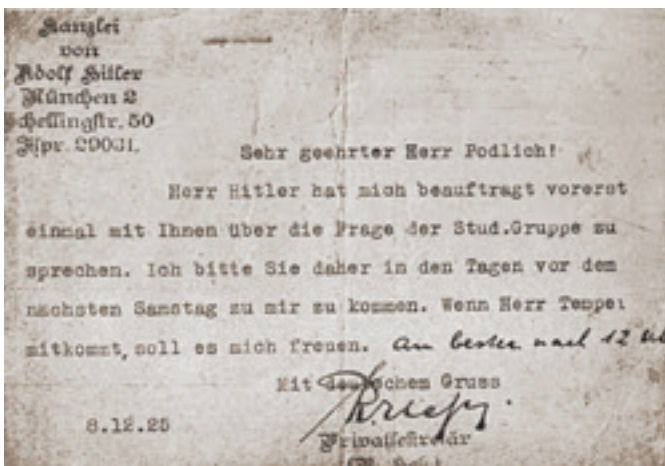 Kanzlei
von
Adolf Hitler
München 2
Schellingstr. 50
Fspr. 29031.
Sehr geehrter Herr Podlich!
Herr Hitler hat mich beauftragt vorerst
einmal mit Ihnen über die Frage der Stud.Gruppe zu
sprechen. Ich bitte Sie daher in den Tagen vor dem
nächsten Samstag zu mir zu kommen. Wenn Herr Tempel
mitkommt, soll es mich freuen. Am besten nach 12
Mit deutschem Gruss
8.12.25
Privatsekretär